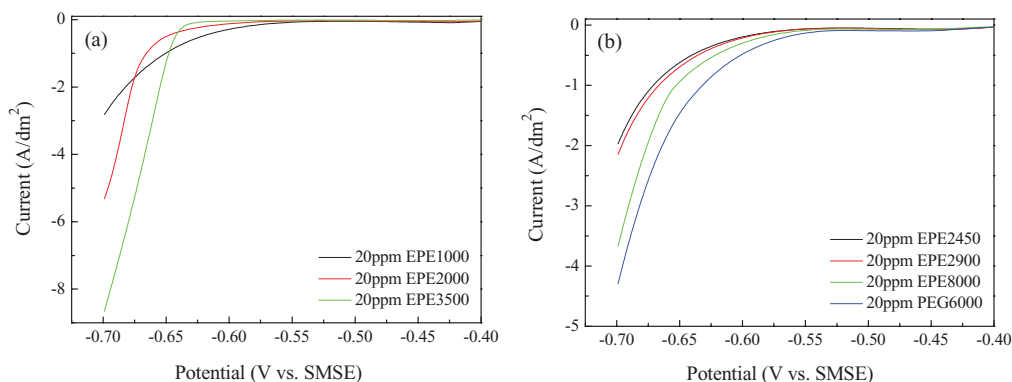 (a)
0
-2
-4
-6
-8
Current (A/dm²)
20ppm EPE1000
20ppm EPE2000
20ppm EPE3500
-0.70 -0.65 -0.60 -0.55 -0.50 -0.45 -0.40
Potential (V vs. SMSE)
(b)
0
-1
-2
-3
-4
-5
Current (A/dm²)
20ppm EPE2450
20ppm EPE2900
20ppm EPE8000
20ppm PEG6000
-0.70 -0.65 -0.60 -0.55 -0.50 -0.45 -0.40
Potential (V vs. SMSE)